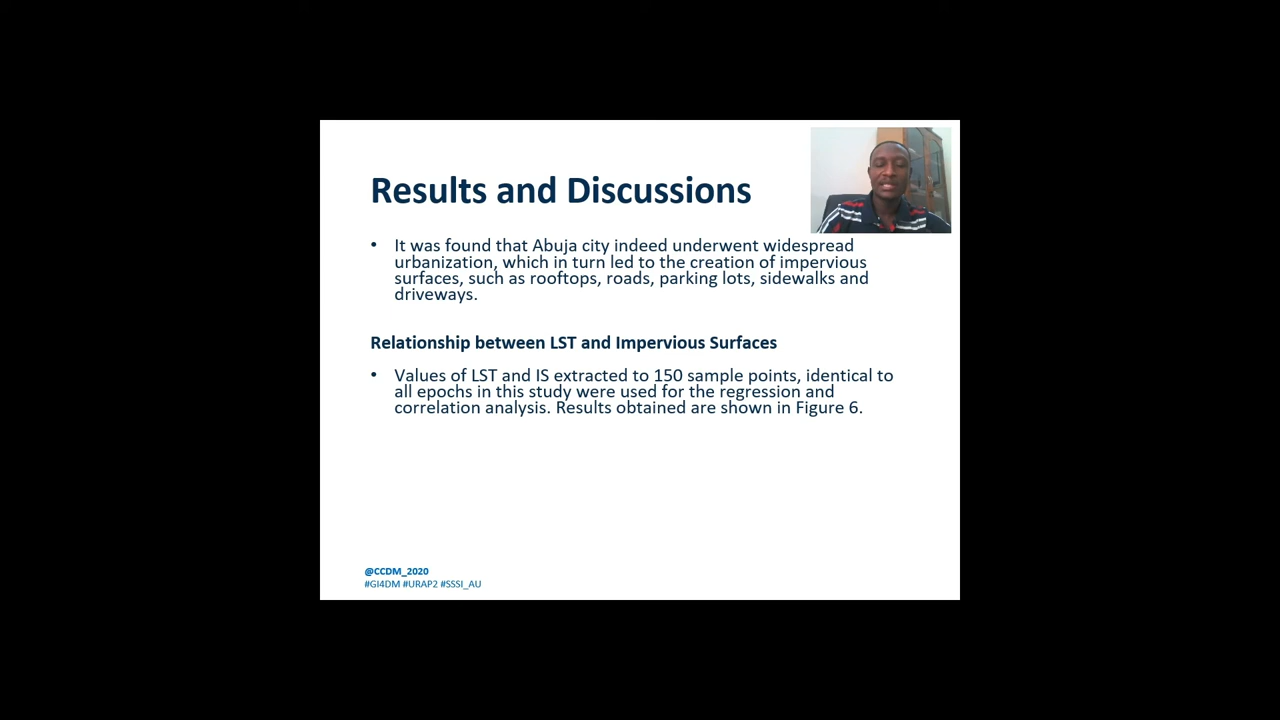 Results and Discussions
• It was found that Abuja city indeed underwent widespread
urbanization, which in turn led to the creation of impervious
surfaces, such as rooftops, roads, parking lots, sidewalks and
driveways.
Relationship between LST and Impervious Surfaces
• Values of LST and IS extracted to 150 sample points, identical to
all epochs in this study were used for the regression and
correlation analysis. Results obtained are shown in Figure 6.
@CCDM_2020
#GI4DM #URAP2 #SSSI_AU